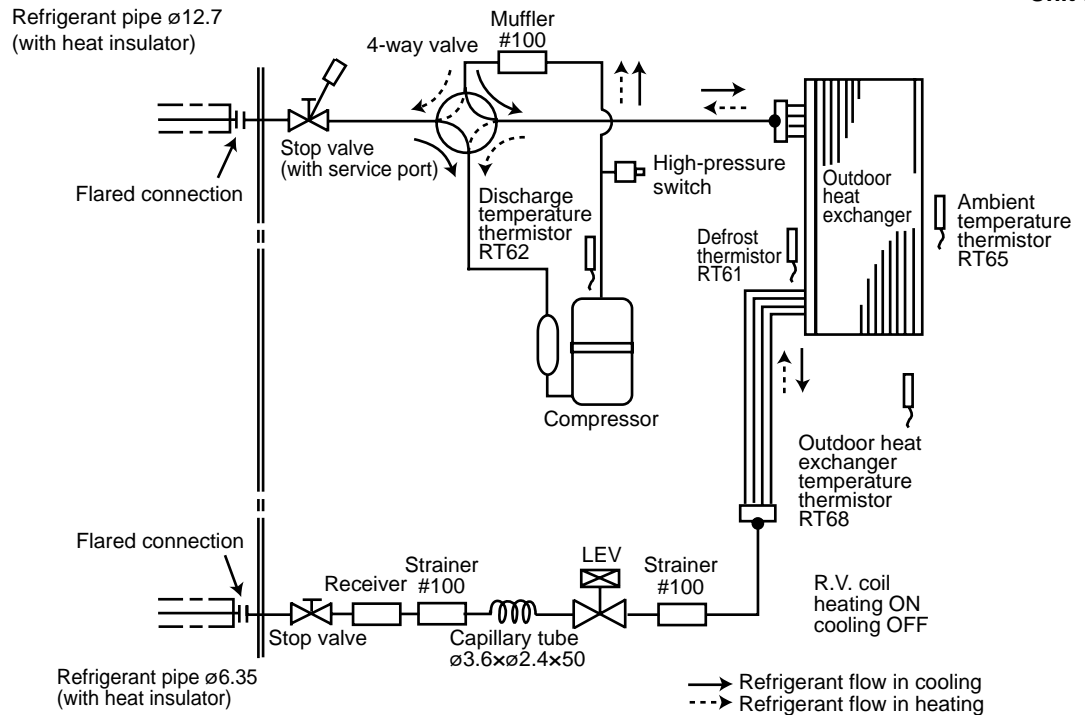 Refrigerant pipe ø12.7
(with heat insulator)
4-way valve
Muffler
#100
Stop valve
(with service port)
Flared connection
High-pressure
switch
Discharge
temperature
thermistor
RT62
Outdoor
heat
exchanger
Ambient
temperature
thermistor
RT65
Defrost
thermistor
RT61
Compressor
Outdoor heat
exchanger
temperature
thermistor
RT68
Flared connection
Receiver
Strainer
#100
LEV
Strainer
#100
Stop valve
Capillary tube
ø3.6×ø2.4×50
R.V. coil
heating ON
cooling OFF
Refrigerant pipe ø6.35
(with heat insulator)
Refrigerant flow in cooling
Refrigerant flow in heating